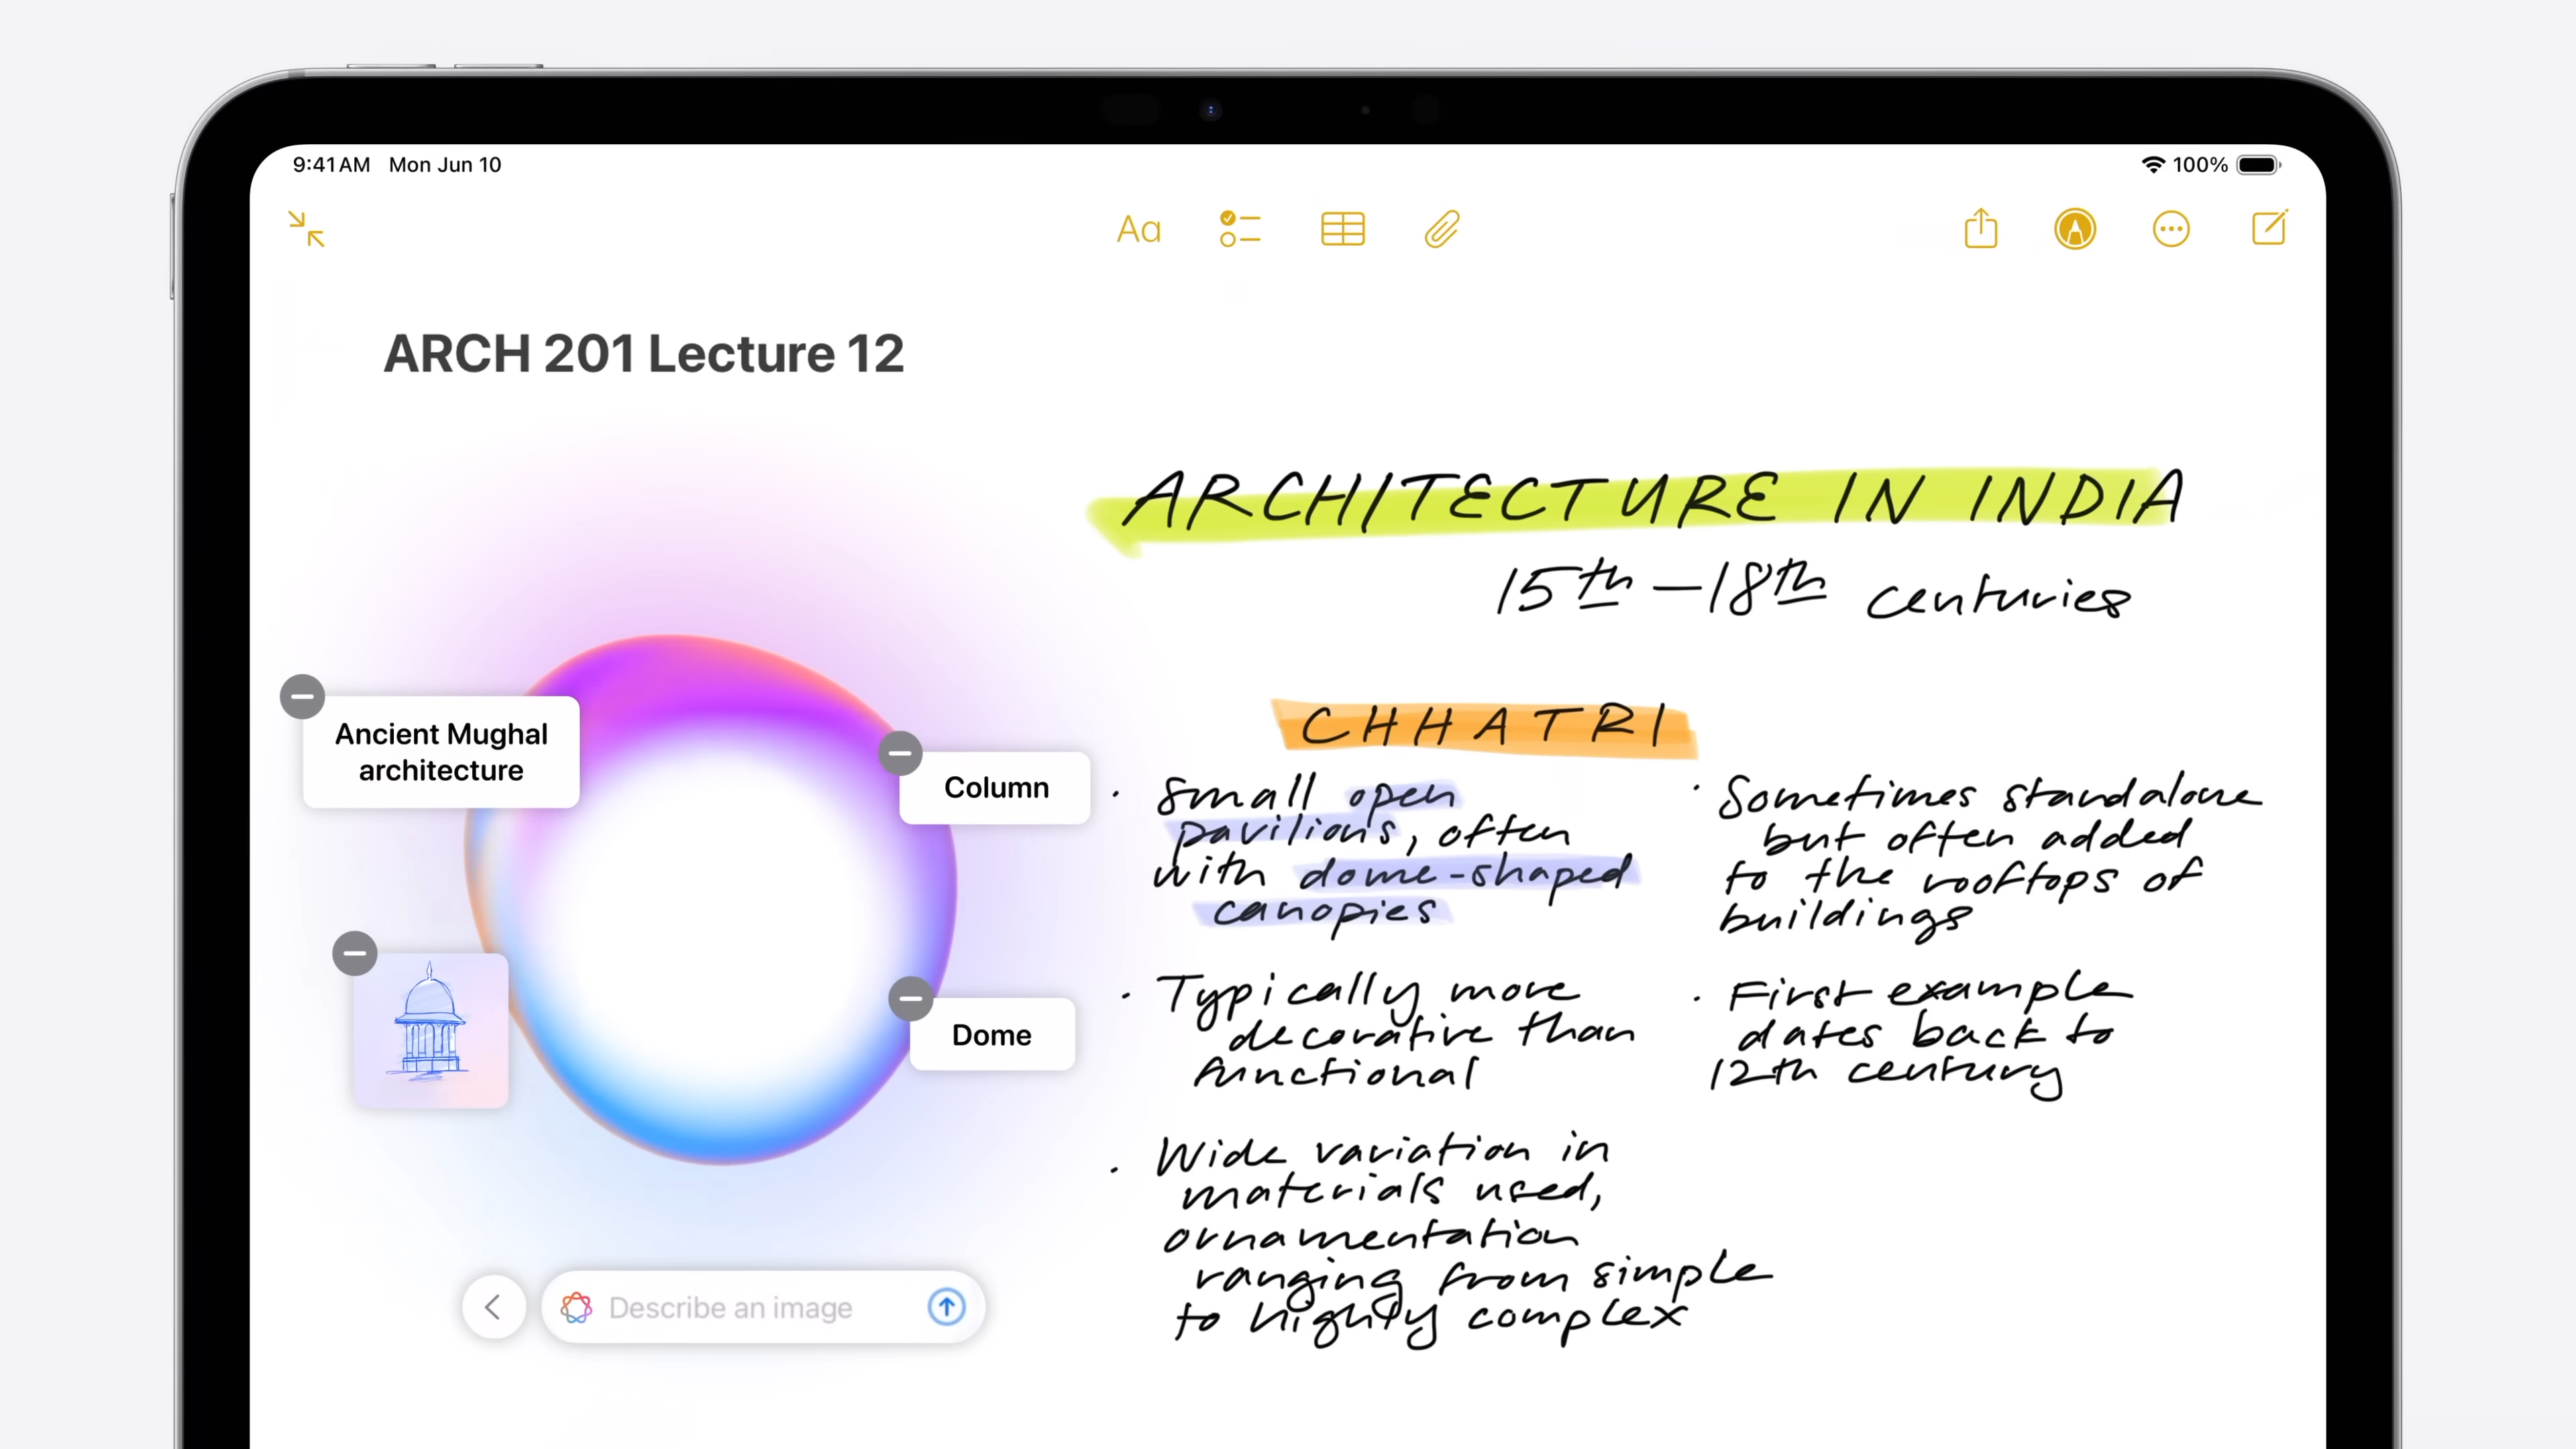 9:41 AM Mon Jun 10
100%
Aa
ARCH 201 Lecture 12
ARCHITECTURE IN INDIA
15th – 18th centuries
Ancient Mughal
architecture
Column
Dome
Describe an image
CHHATRI
· Small open
pavilions, often
with dome-shaped
canopies
· Typically more
decorative than
functional
· Wide variation in
materials used,
ornamentation
ranging from simple
to highly complex
· Sometimes standalone
but often added
to the rooftops of
buildings
· First example
dates back to
12th century